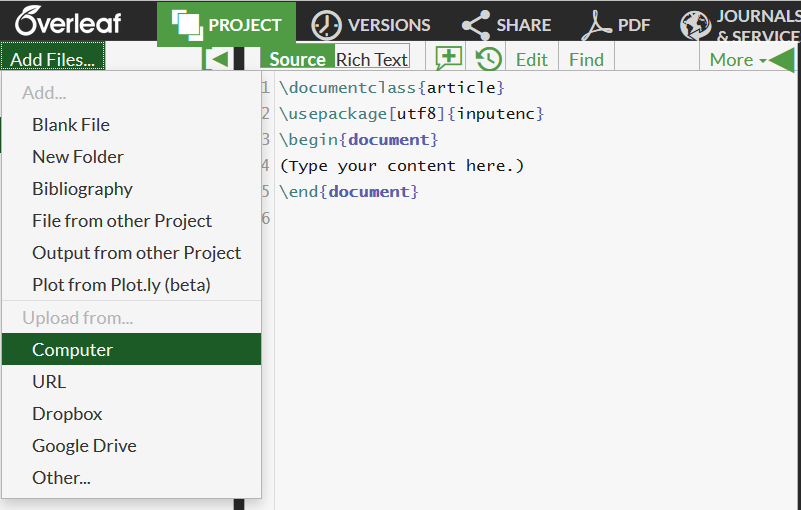 Overleaf
PROJECT
VERSIONS
SHARE
PDF
JOURNALS
& SERVICE
Add Files...
Source
Rich Text
Edit
Find
More
Add...
Blank File
New Folder
Bibliography
File from other Project
Output from other Project
Plot from Plot.ly (beta)
Upload from...
Computer
URL
Dropbox
Google Drive
Other...
1 \documentclass{article}
2 \usepackage[utf8]{inputenc}
3 \begin{document}
4 (Type your content here.)
5 \end{document}
6